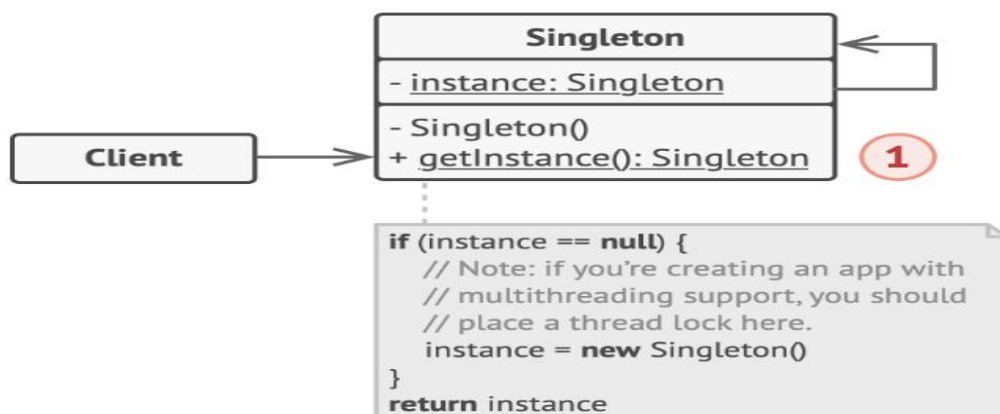 Singleton
- instance: Singleton
- Singleton()
+ getInstance(): Singleton
Client
1
if (instance == null) {
// Note: if you're creating an app with
// multithreading support, you should
// place a thread lock here.
instance = new Singleton()
}
return instance